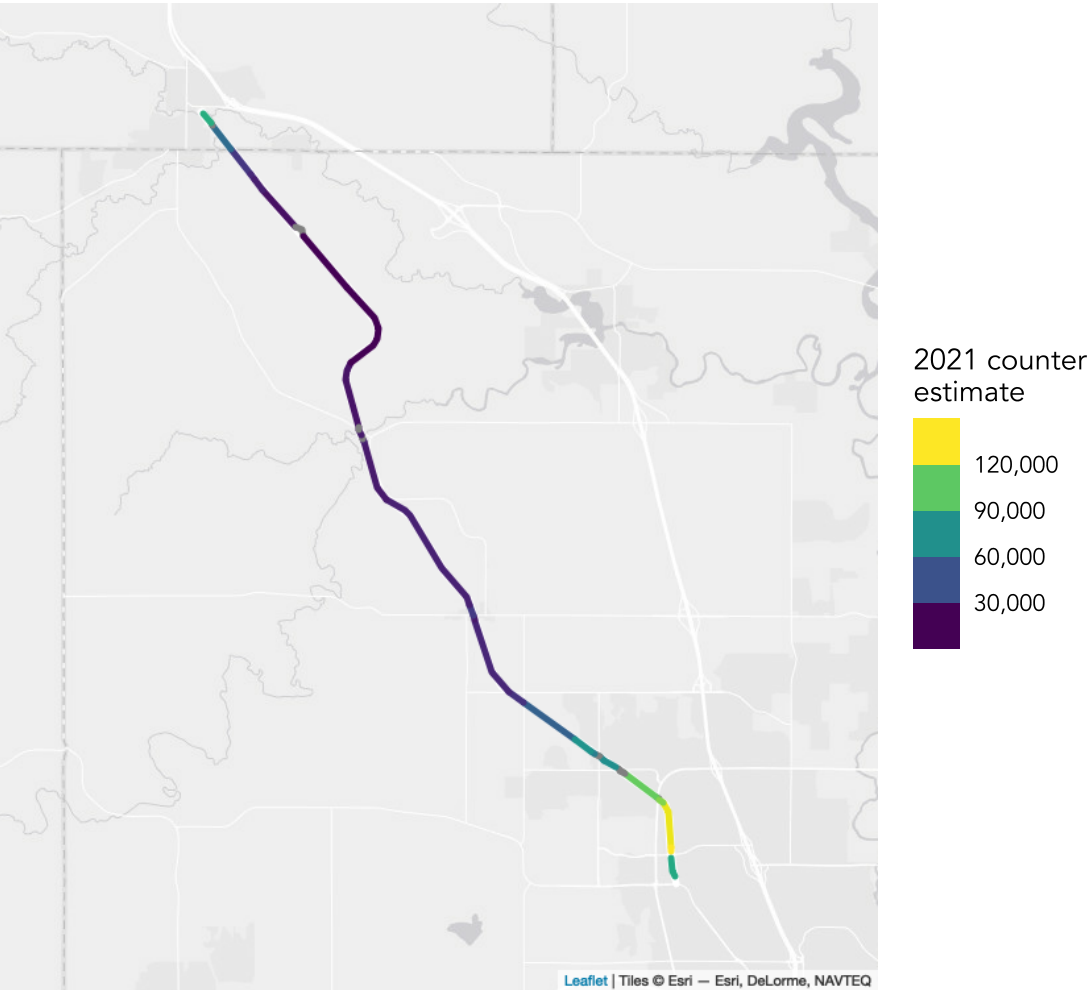 2021 counter
estimate
120,000
90,000
60,000
30,000
Leaflet | Tiles © Esri — Esri, DeLorme, NAVTEQ